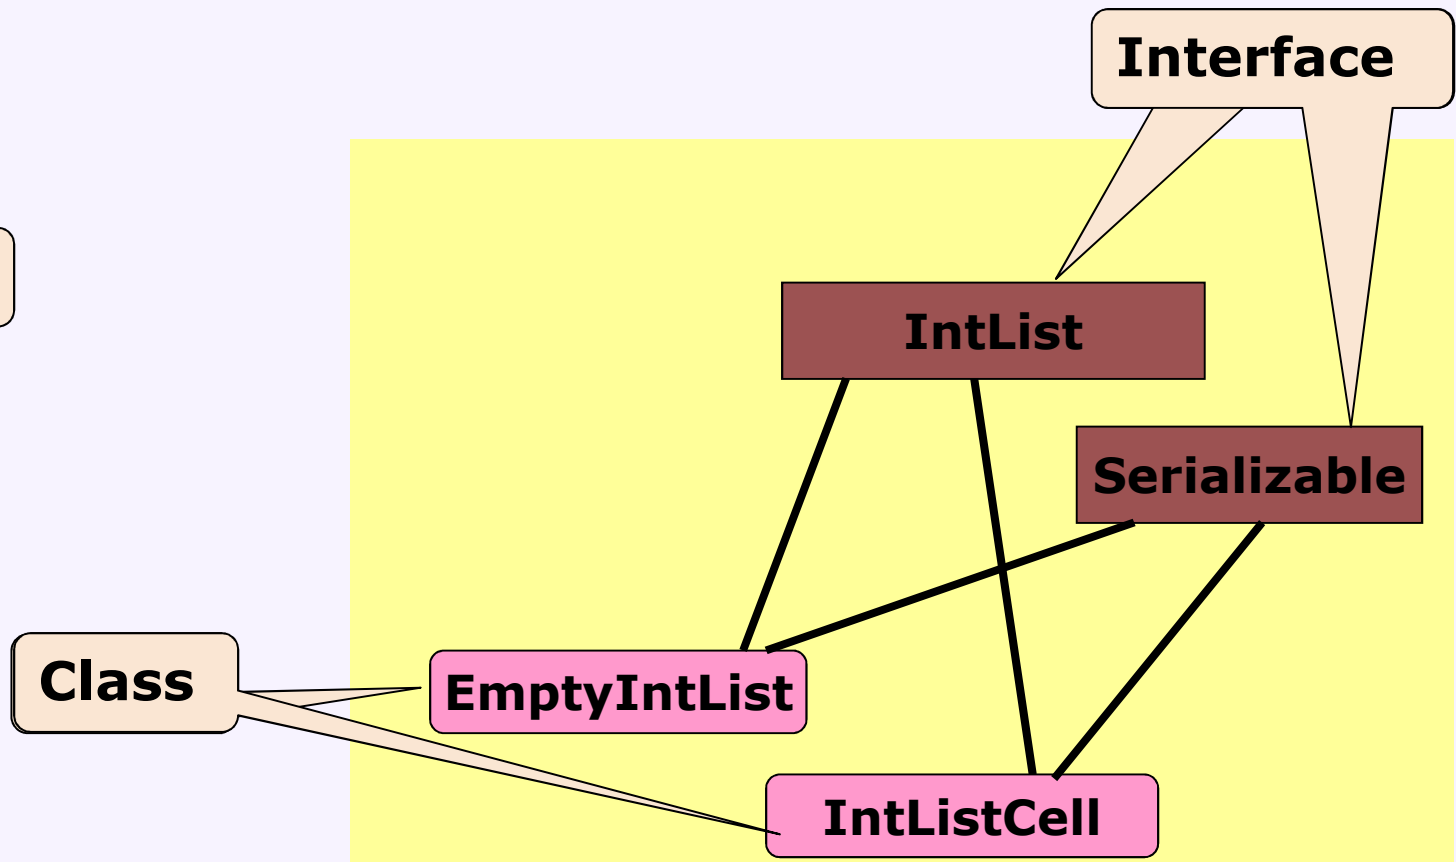 Interface
IntList
Serializable
Class
EmptyIntList
IntListCell